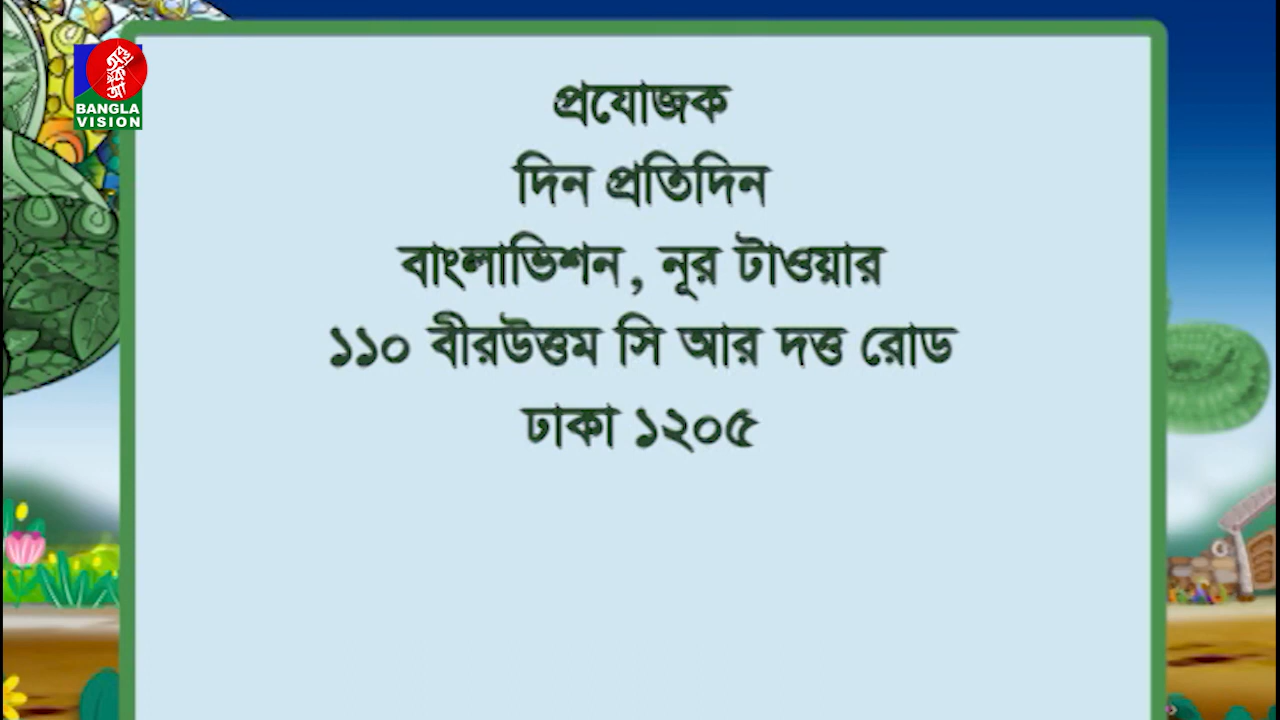 BANGLA
VISION
প্রযোজক
দিন প্রতিদিন
বাংলাভিশন, নূর টাওয়ার
১১০ বীরউত্তম সি আর দত্ত রোড
ঢাকা ১২০৫